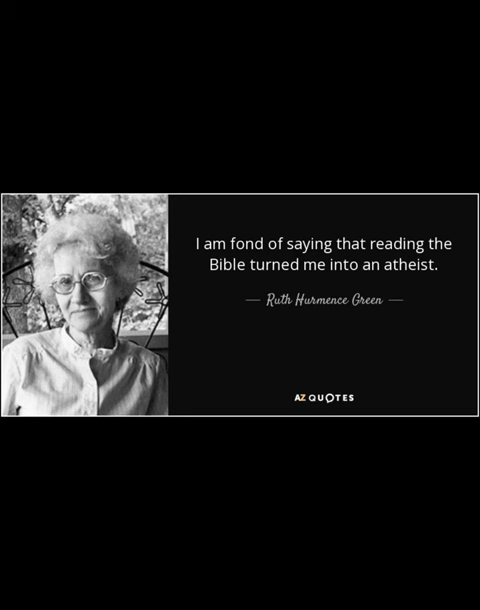 I am fond of saying that reading the
Bible turned me into an atheist.
Ruth Hurmence Green
AZ QUOTES